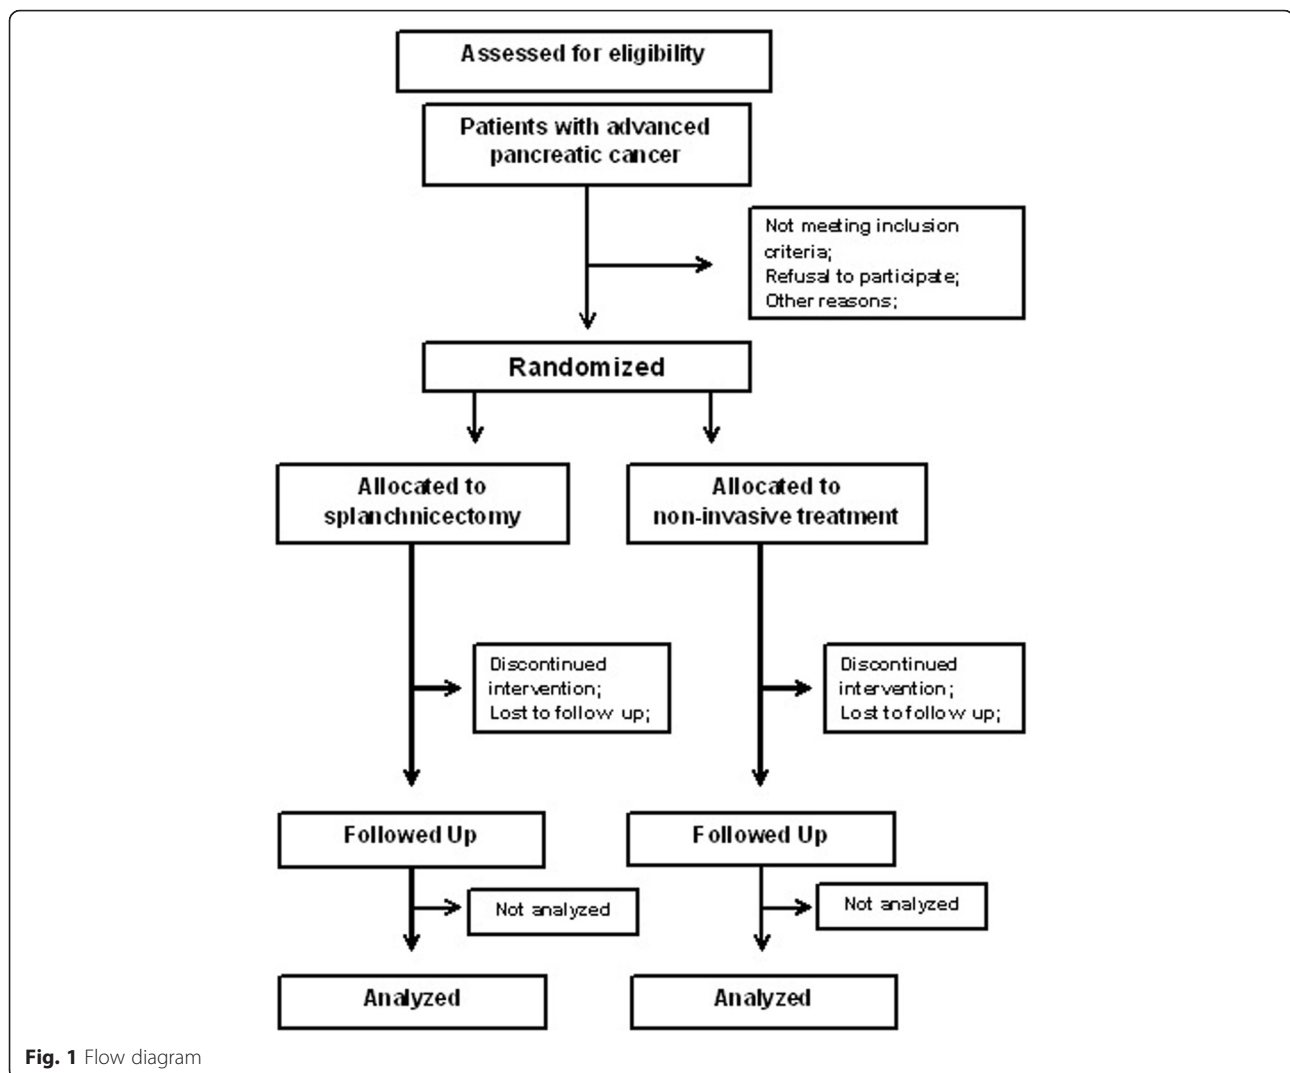 Assessed for eligibility
Patients with advanced
pancreatic cancer
Not meeting inclusion
criteria;
Refusal to participate;
Other reasons;
Randomized
Allocated to
splanchnicectomy
Allocated to
non-invasive treatment
Discontinued
intervention;
Lost to follow up;
Discontinued
intervention;
Lost to follow up;
Followed Up
Followed Up
Not analyzed
Not analyzed
Analyzed
Analyzed
Fig. 1 Flow diagram